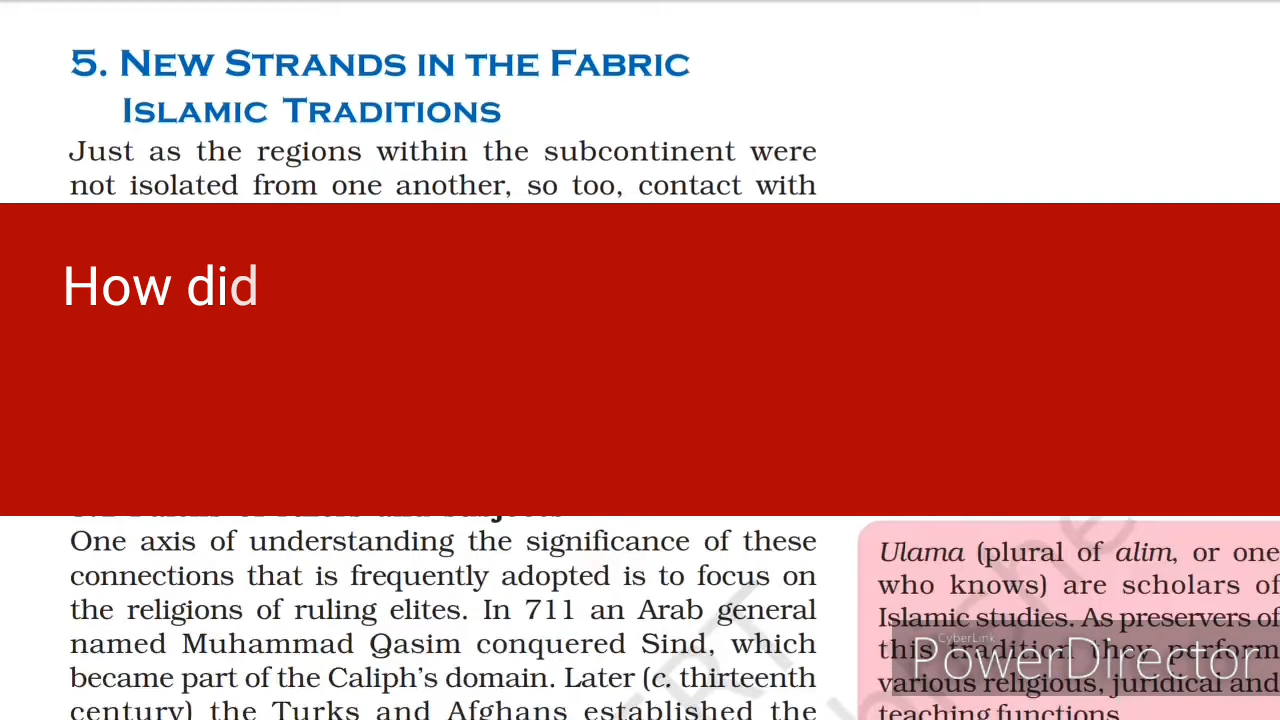 5. NEW STRANDS IN THE FABRIC
ISLAMIC TRADITIONS
Just as the regions within the subcontinent were
not isolated from one another, so too, contact with
How did
One axis of understanding the significance of these
connections that is frequently adopted is to focus on
the religions of ruling elites. In 711 an Arab general
named Muhammad Qasim conquered Sind, which
became part of the Caliph's domain. Later (c. thirteenth
century) the Turks and Afghans established the
Ulama (plural of alim, or one
who knows) are scholars of
Islamic studies. As preservers of
this tradition they perform
various religious, juridical and
teaching functions.
CyberLink
PowerDirector